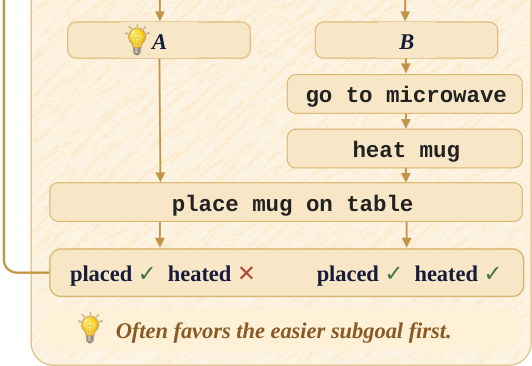 A B
go to microwave
heat mug
place mug on table
placed ✓ heated ✕ placed ✓ heated ✓
Often favors the easier subgoal first.